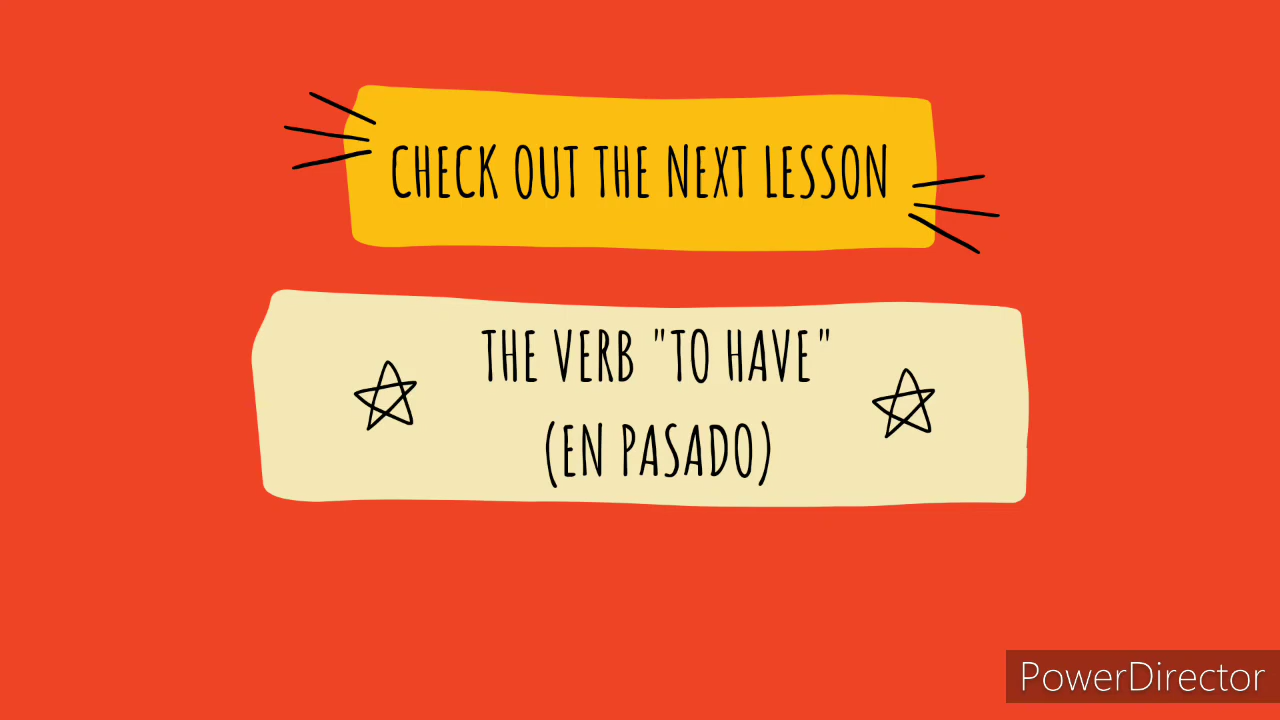 CHECK OUT THE NEXT LESSON
THE VERB "TO HAVE"
(EN PASADO)
PowerDirector